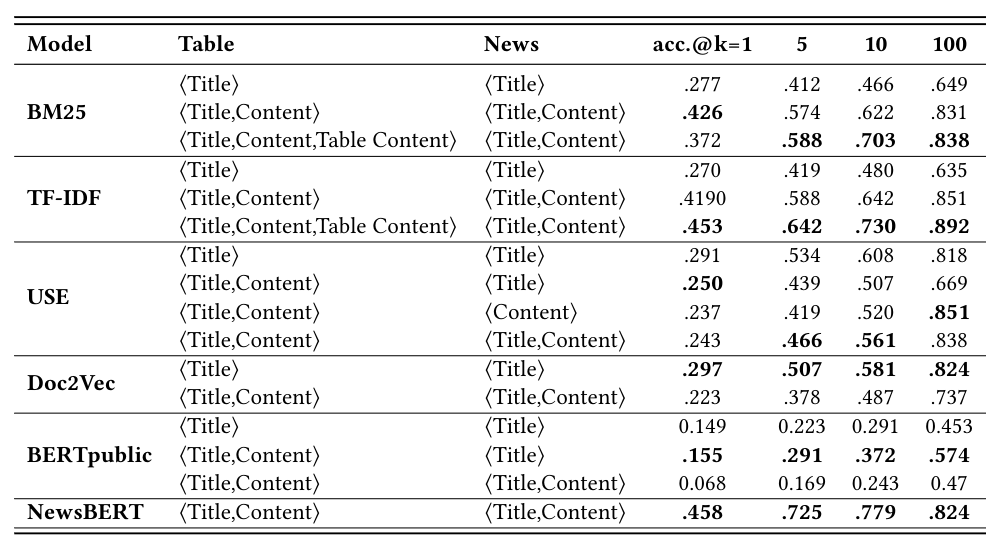 Model Table News acc.@k=1 5 10 100
⟨Title⟩ ⟨Title⟩ .277 .412 .466 .649
BM25 ⟨Title,Content⟩ ⟨Title,Content⟩ .426 .574 .622 .831
⟨Title,Content,Table Content⟩ ⟨Title,Content⟩ .372 .588 .703 .838
⟨Title⟩ ⟨Title⟩ .270 .419 .480 .635
TF-IDF ⟨Title,Content⟩ ⟨Title,Content⟩ .4190 .588 .642 .851
⟨Title,Content,Table Content⟩ ⟨Title,Content⟩ .453 .642 .730 .892
⟨Title⟩ ⟨Title⟩ .291 .534 .608 .818
⟨Title,Content⟩ ⟨Title⟩ .250 .439 .507 .669
USE
⟨Title,Content⟩ ⟨Content⟩ .237 .419 .520 .851
⟨Title,Content⟩ ⟨Title,Content⟩ .243 .466 .561 .838
Doc2Vec
⟨Title⟩ ⟨Title⟩ .297 .507 .581 .824
⟨Title,Content⟩ ⟨Title,Content⟩ .223 .378 .487 .737
⟨Title⟩ ⟨Title⟩ 0.149 0.223 0.291 0.453
BERTpublic ⟨Title,Content⟩ ⟨Title⟩ .155 .291 .372 .574
⟨Title,Content⟩ ⟨Title,Content⟩ 0.068 0.169 0.243 0.47
NewsBERT ⟨Title,Content⟩ ⟨Title,Content⟩ .458 .725 .779 .824